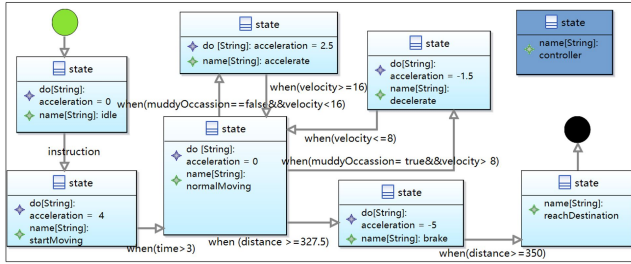 state
do[String]:
acceleration = 0
name[String]: idle
instruction
state
do[String]:
acceleration = 4
name[String]:
startMoving
when(time>3)
state
do [String]: acceleration = 2.5
name[String]: accelerate
when(muddyOccassion==false&&velocity<16)
when(velocity>=16)
state
do[String]:
acceleration = 0
name[String]:
normalMoving
state
do[String]:
acceleration = -1.5
name[String]:
decelerate
when(velocity<=8)
when(muddyOccassion= true&&velocity> 8)
when (distance >=327.5)
state
do[String]:
acceleration = -5
name[String]: brake
when(distance>=350)
state
name[String]:
reachDestination
state
name[String]:
controller